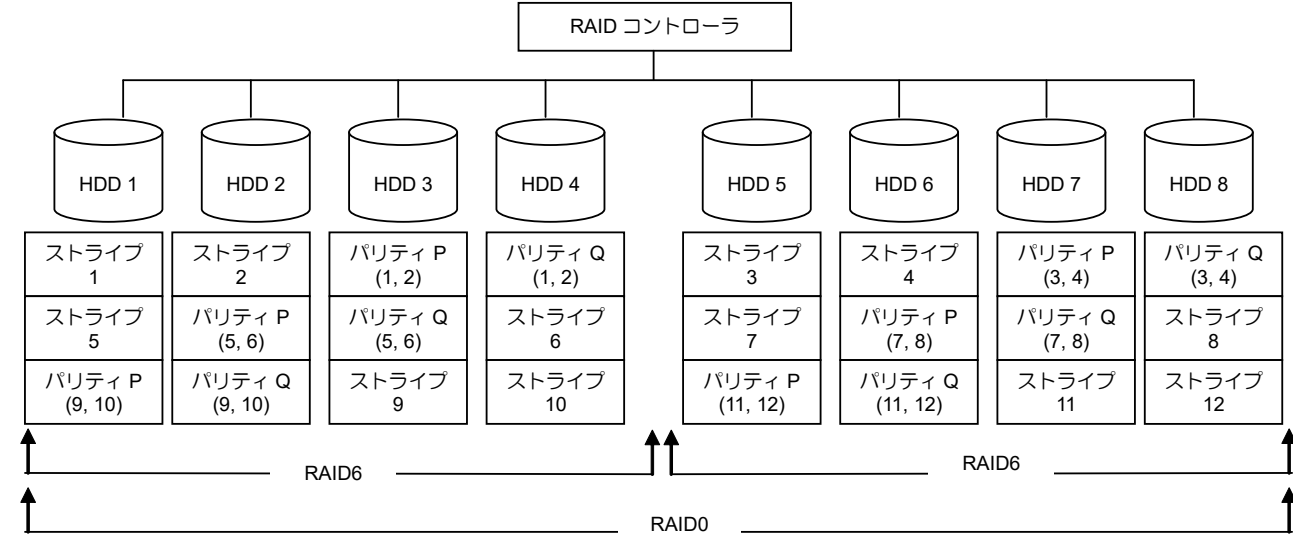 RAID コントローラ
HDD 1
HDD 2
HDD 3
HDD 4
HDD 5
HDD 6
HDD 7
HDD 8
ストライプ
1
ストライプ
2
パリティ P
(1, 2)
パリティ Q
(1, 2)
ストライプ
3
ストライプ
4
パリティ P
(3, 4)
パリティ Q
(3, 4)
ストライプ
5
パリティ P
(5, 6)
パリティ Q
(5, 6)
ストライプ
6
ストライプ
7
パリティ P
(7, 8)
パリティ Q
(7, 8)
ストライプ
8
パリティ P
(9, 10)
パリティ Q
(9, 10)
ストライプ
9
ストライプ
10
パリティ P
(11, 12)
パリティ Q
(11, 12)
ストライプ
11
ストライプ
12
RAID6
RAID6
RAID0